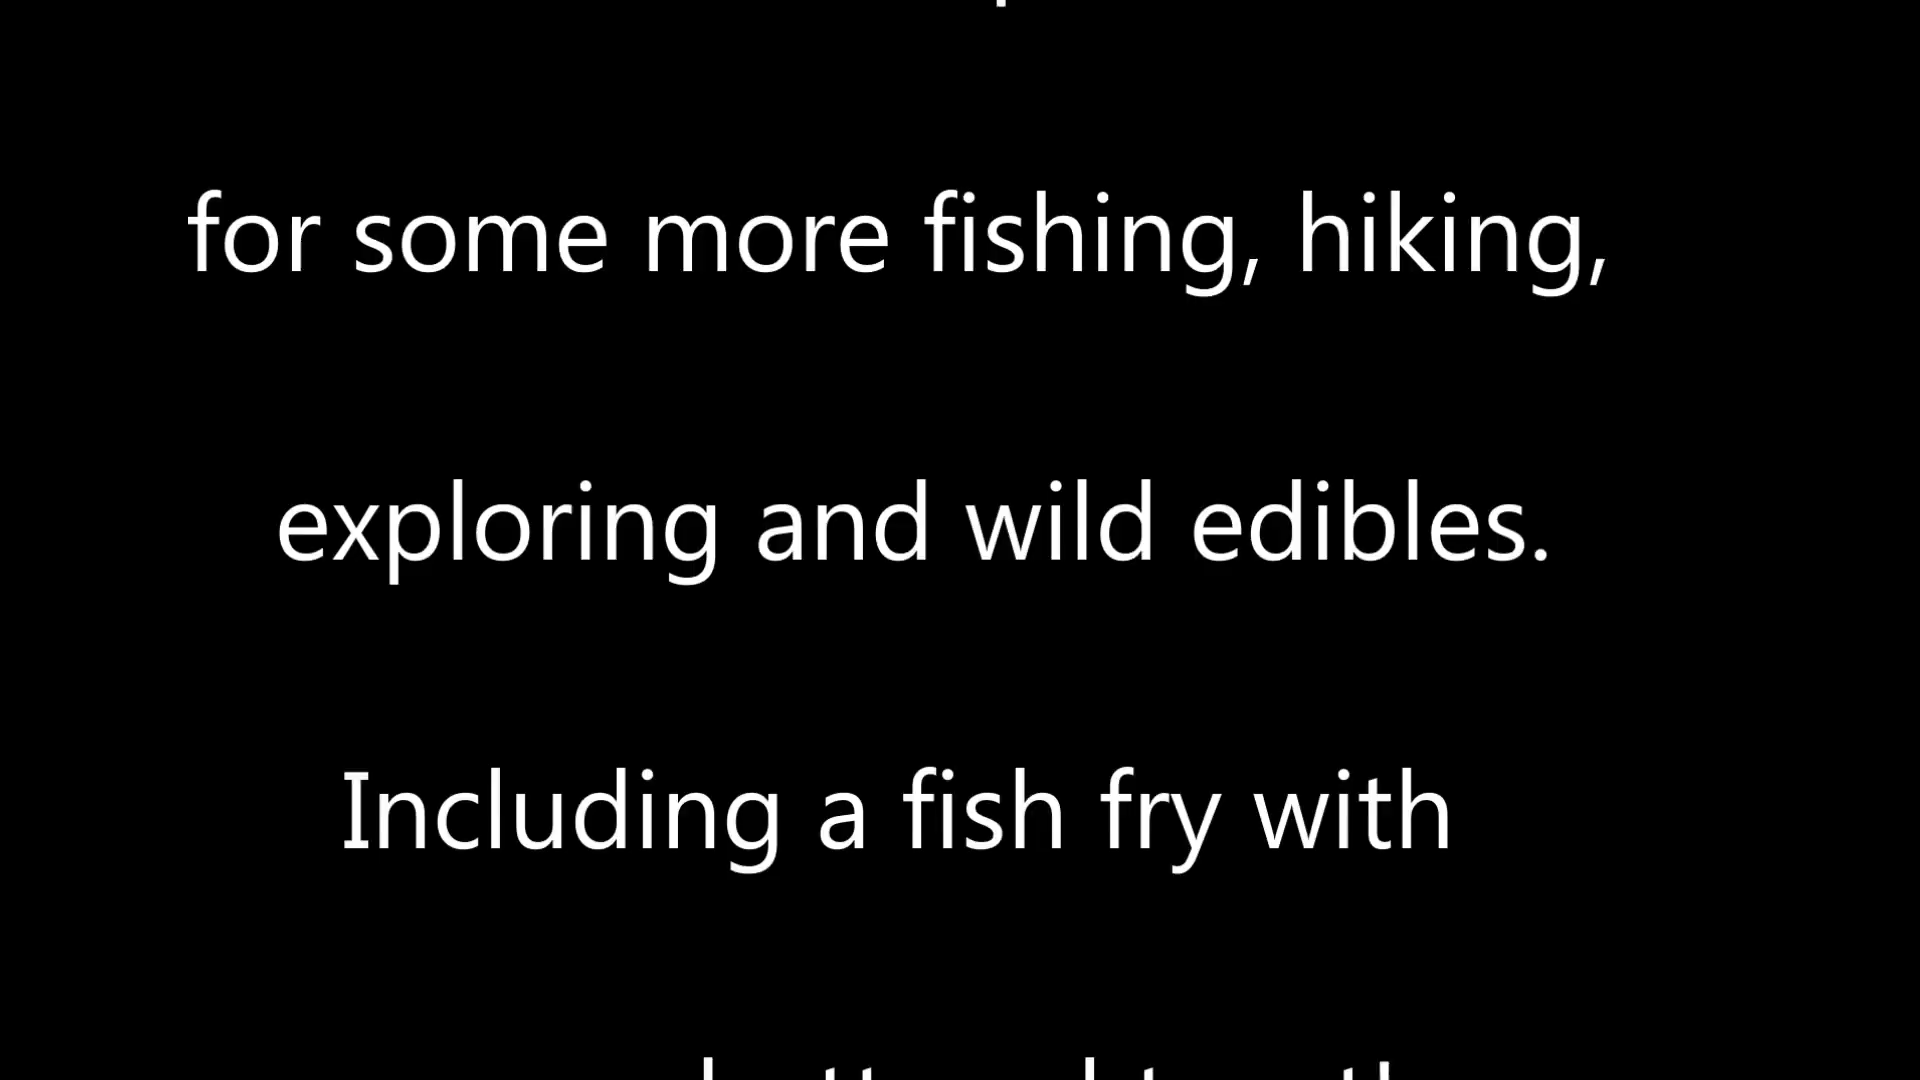 for some more fishing, hiking,
exploring and wild edibles.
Including a fish fry with